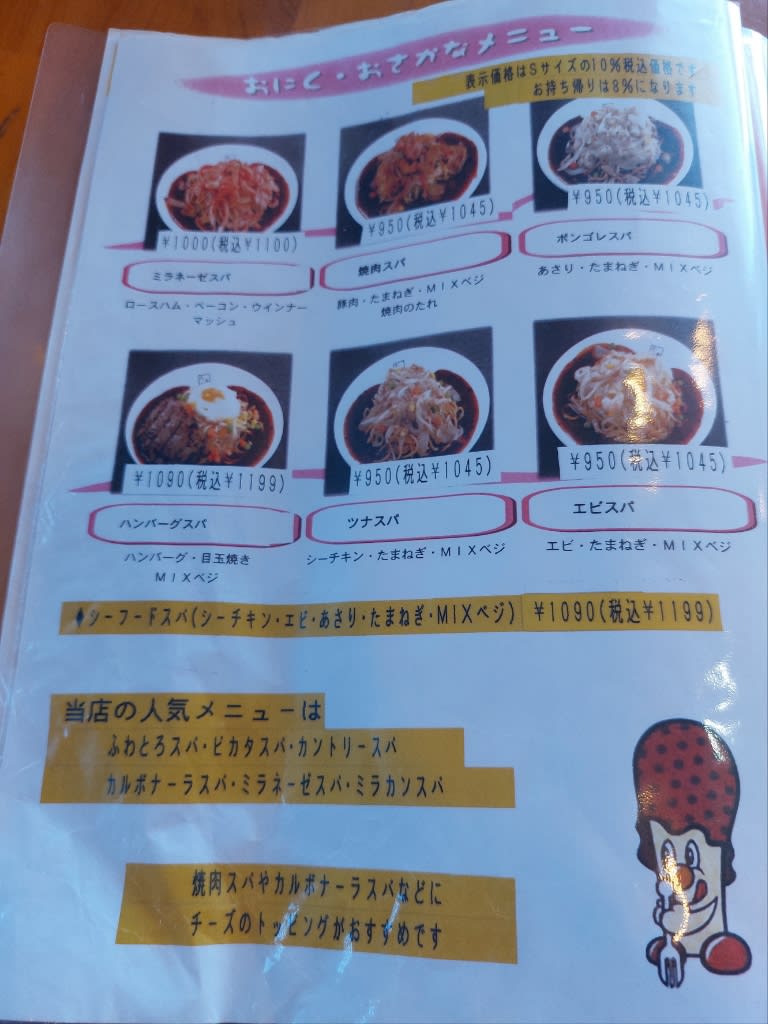 おにく・おさかなメニュー
表示価格はSサイズの10%税込価格です
お持ち帰りは8%になります
¥1000(税込¥1100)
¥950(税込¥1045)
¥950(税込¥1045)
ミラネーゼスパ
焼肉スパ
ボンゴレスパ
ロースハム・ベーコン・ウインナー
マッシュ
豚肉・たまねぎ・MIXベジ
焼肉のたれ
あさり・たまねぎ・MIXベジ
¥1090(税込¥1199)
¥950(税込¥1045)
¥950(税込¥1045)
ハンバーグスパ
ツナスパ
エビスパ
ハンバーグ・目玉焼き
MIXベジ
シーチキン・たまねぎ・MIXベジ
エビ・たまねぎ・MIXベジ
♦シーフードスパ(シーチキン・エビ・あさり・たまねぎ・MIXベジ) ¥1090(税込¥1199)
当店の人気メニューは
ふわとろスパ・ピカタスパ・カントリースパ
カルボナーラスパ・ミラネーゼスパ・ミラカンスパ
焼肉スパやカルボナーラスパなどに
チーズのトッピングがおすすめです